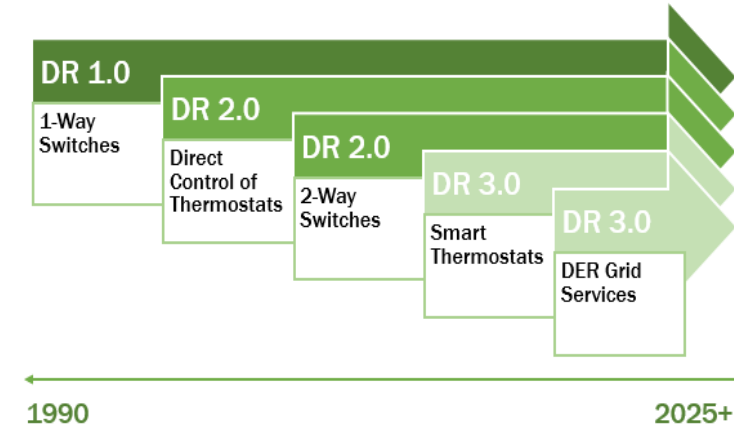 DR 1.0
1-Way
Switches
DR 2.0
Direct
Control of
Thermostats
DR 2.0
2-Way
Switches
DR 3.0
Smart
Thermostats
DR 3.0
DER Grid
Services
1990
2025+